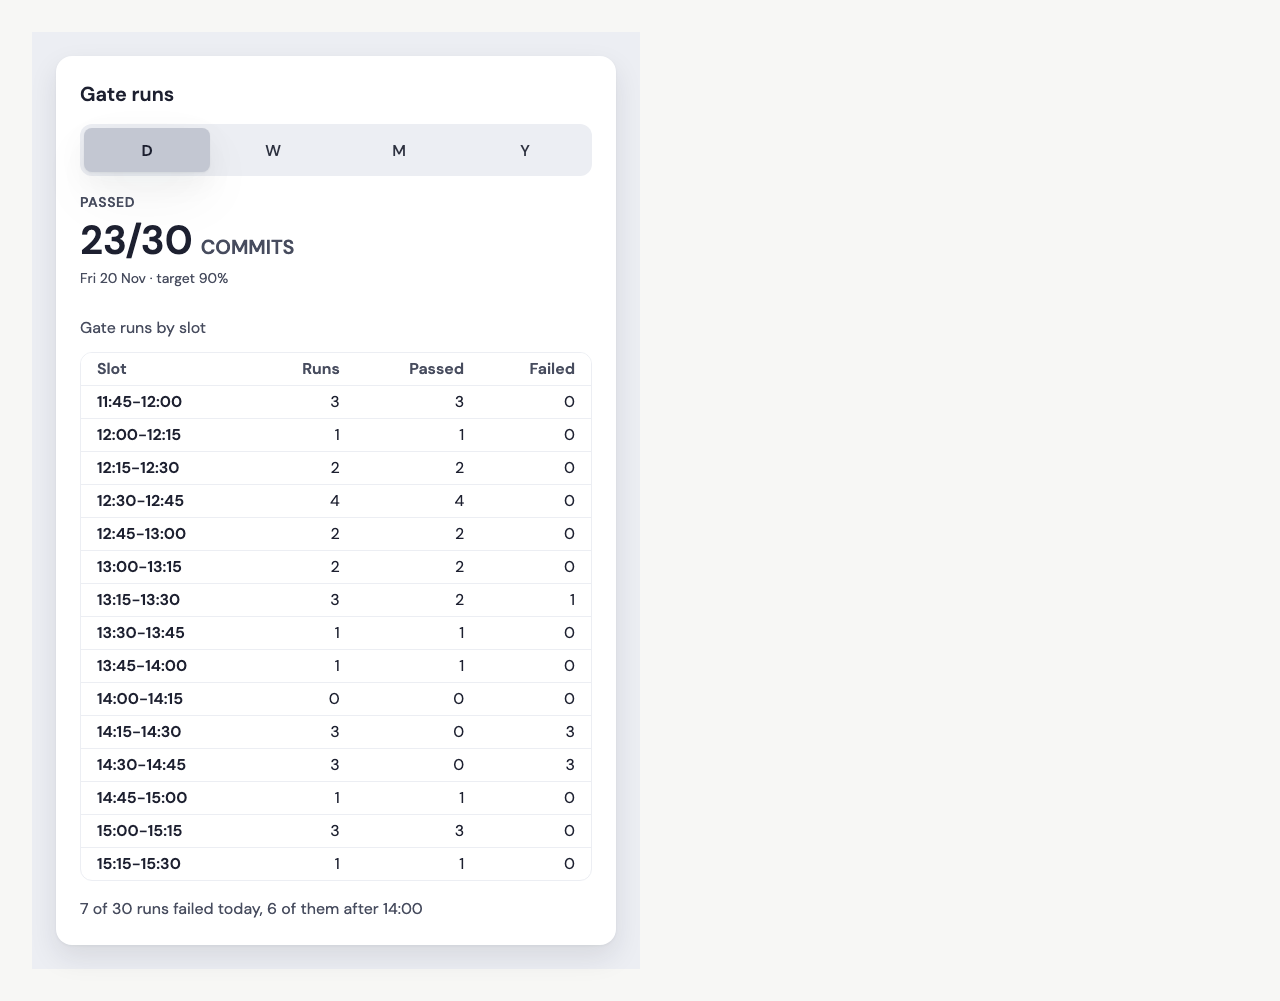 Gate runs
D W M Y
PASSED
23/30 COMMITS
Fri 20 Nov · target 90%
Gate runs by slot
Slot Runs Passed Failed
11:45–12:00 3 3 0
12:00–12:15 1 1 0
12:15–12:30 2 2 0
12:30–12:45 4 4 0
12:45–13:00 2 2 0
13:00–13:15 2 2 0
13:15–13:30 3 2 1
13:30–13:45 1 1 0
13:45–14:00 1 1 0
14:00–14:15 0 0 0
14:15–14:30 3 0 3
14:30–14:45 3 0 3
14:45–15:00 1 1 0
15:00–15:15 3 3 0
15:15–15:30 1 1 0
7 of 30 runs failed today, 6 of them after 14:00